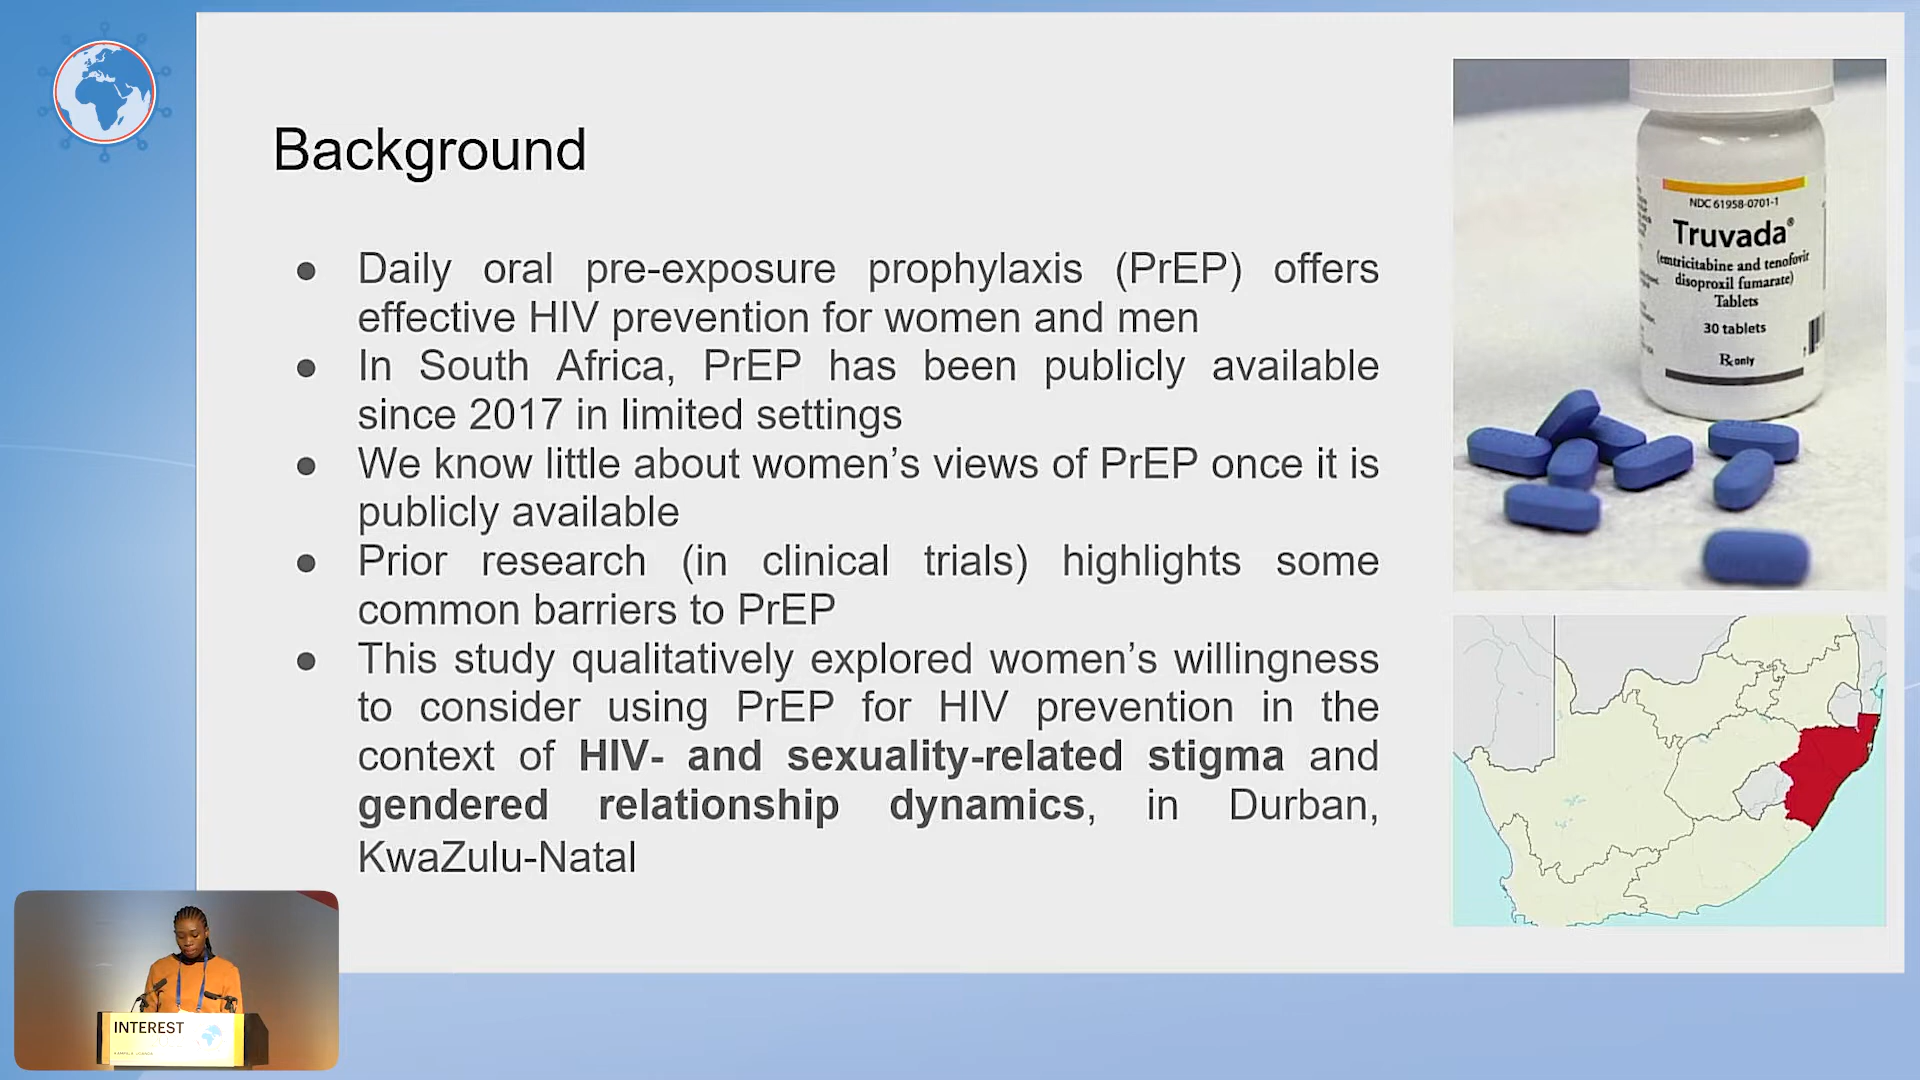 Background
● Daily oral pre-exposure prophylaxis (PrEP) offers
effective HIV prevention for women and men
● In South Africa, PrEP has been publicly available
since 2017 in limited settings
● We know little about women’s views of PrEP once it is
publicly available
● Prior research (in clinical trials) highlights some
common barriers to PrEP
● This study qualitatively explored women’s willingness
to consider using PrEP for HIV prevention in the
context of HIV- and sexuality-related stigma and
gendered relationship dynamics, in Durban,
KwaZulu-Natal
NDC 61958-0701-1
Truvada®
(emtricitabine and tenofovir
disoproxil fumarate)
Tablets
30 tablets
Rx only
INTEREST